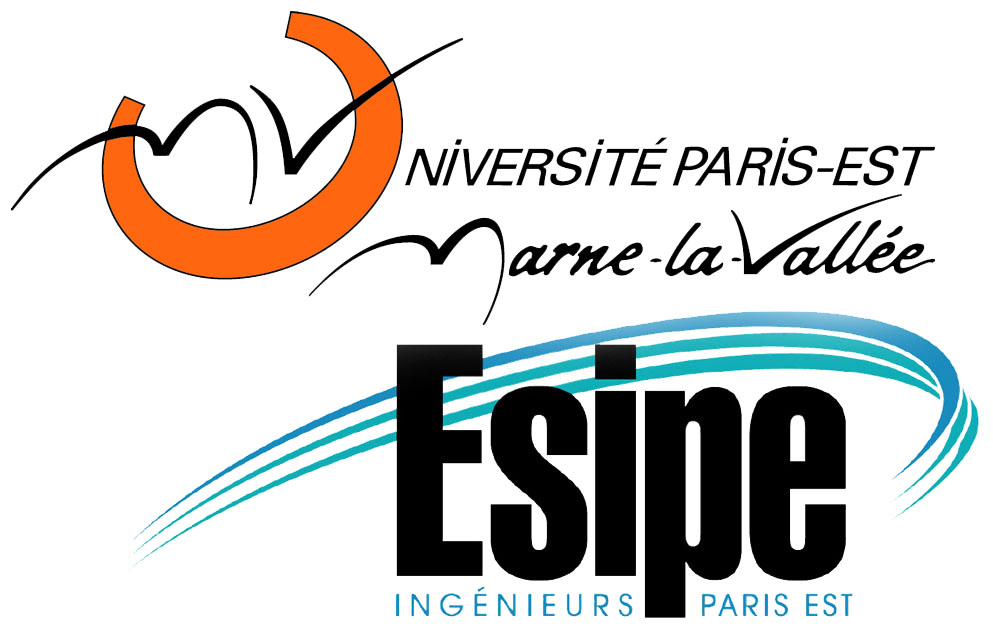 UNIVERSITÉ PARIS-EST
Marne-la-Vallée
Esipe
INGÉNIEURS PARIS EST